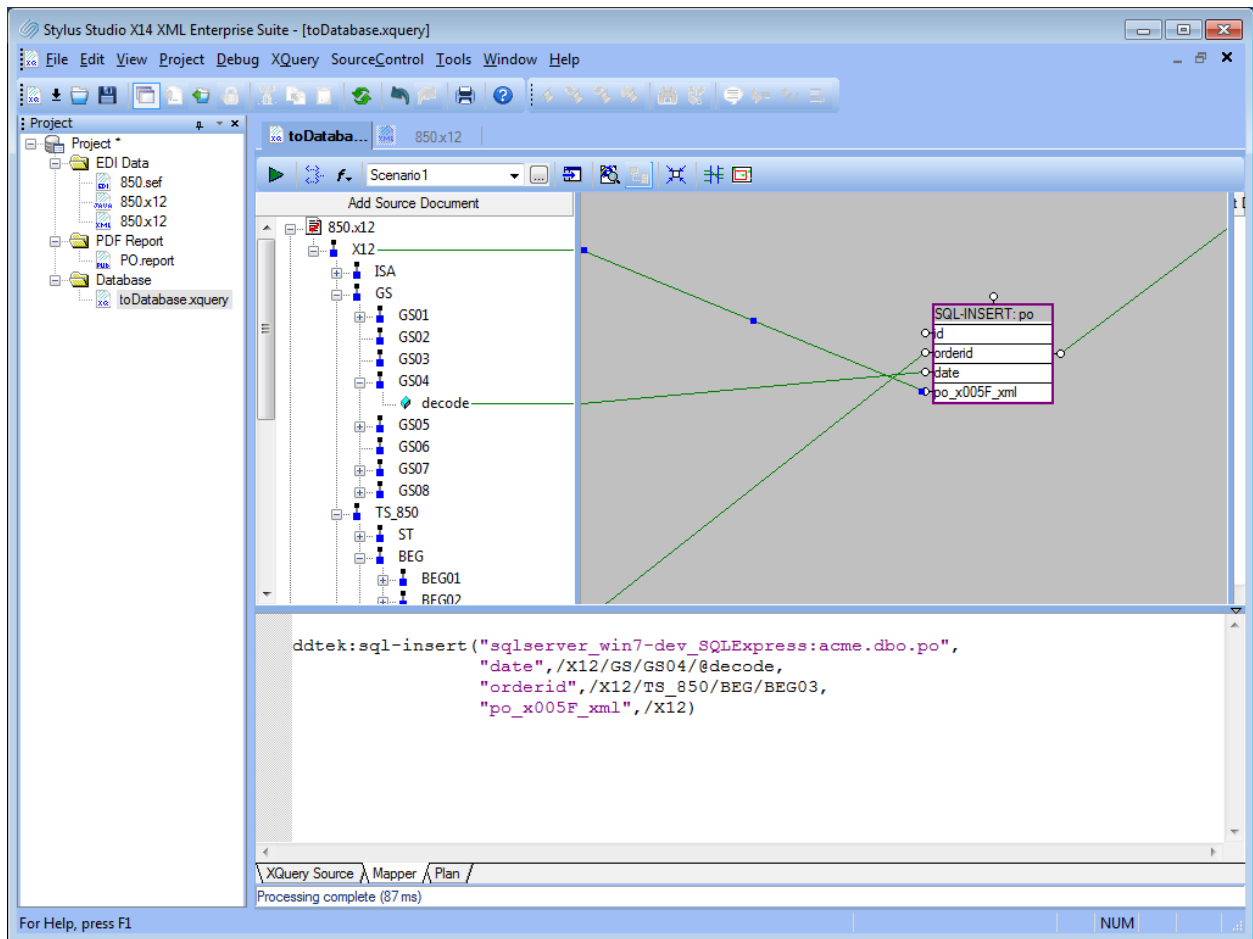 Stylus Studio X14 XML Enterprise Suite - [toDatabase.xquery]
File Edit View Project Debug XQuery SourceControl Tools Window Help
Project
Project *
EDI Data
850.sef
850.x12
850.x12
PDF Report
PO.report
Database
toDatabase.xquery
toDataba...
850.x12
Scenario1
...
Add Source Document
850.x12
X12
ISA
GS
GS01
GS02
GS03
GS04
decode
GS05
GS06
GS07
GS08
TS_850
ST
BEG
BEG01
BEG02
SQL-INSERT: po
id
orderid
date
po_x005F_xml
ddtek:sql-insert("sqlserver_win7-dev_SQLExpress:acme.dbo.po",
"date",/X12/GS/GS04/@decode,
"orderid",/X12/TS_850/BEG/BEG03,
"po_x005F_xml",/X12)
XQuery Source Mapper Plan
Processing complete (87 ms)
For Help, press F1 NUM